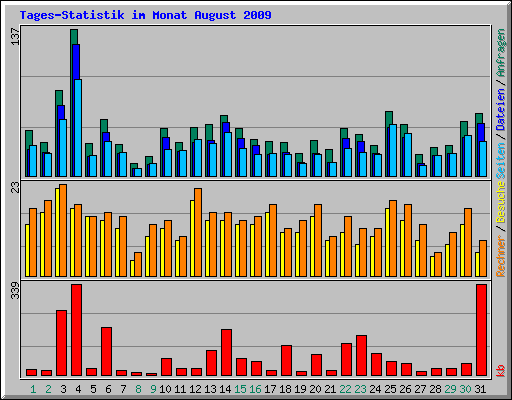 Tages-Statistik im Monat August 2009
137
23
339
Rechner / Besuche Seiten / Dateien / Anfragen
kb
1 2 3 4 5 6 7 8 9 10 11 12 13 14 15 16 17 18 19 20 21 22 23 24 25 26 27 28 29 30 31